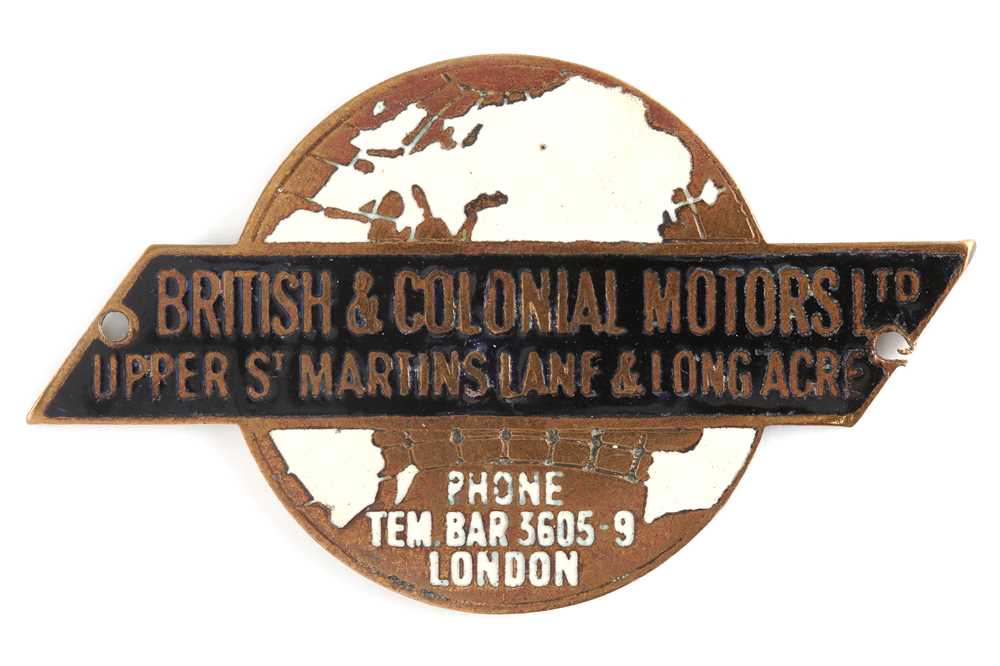 BRITISH & COLONIAL MOTORS LTD
UPPER ST MARTINS LANE & LONG ACRE
PHONE
TEM. BAR 3605-9
LONDON